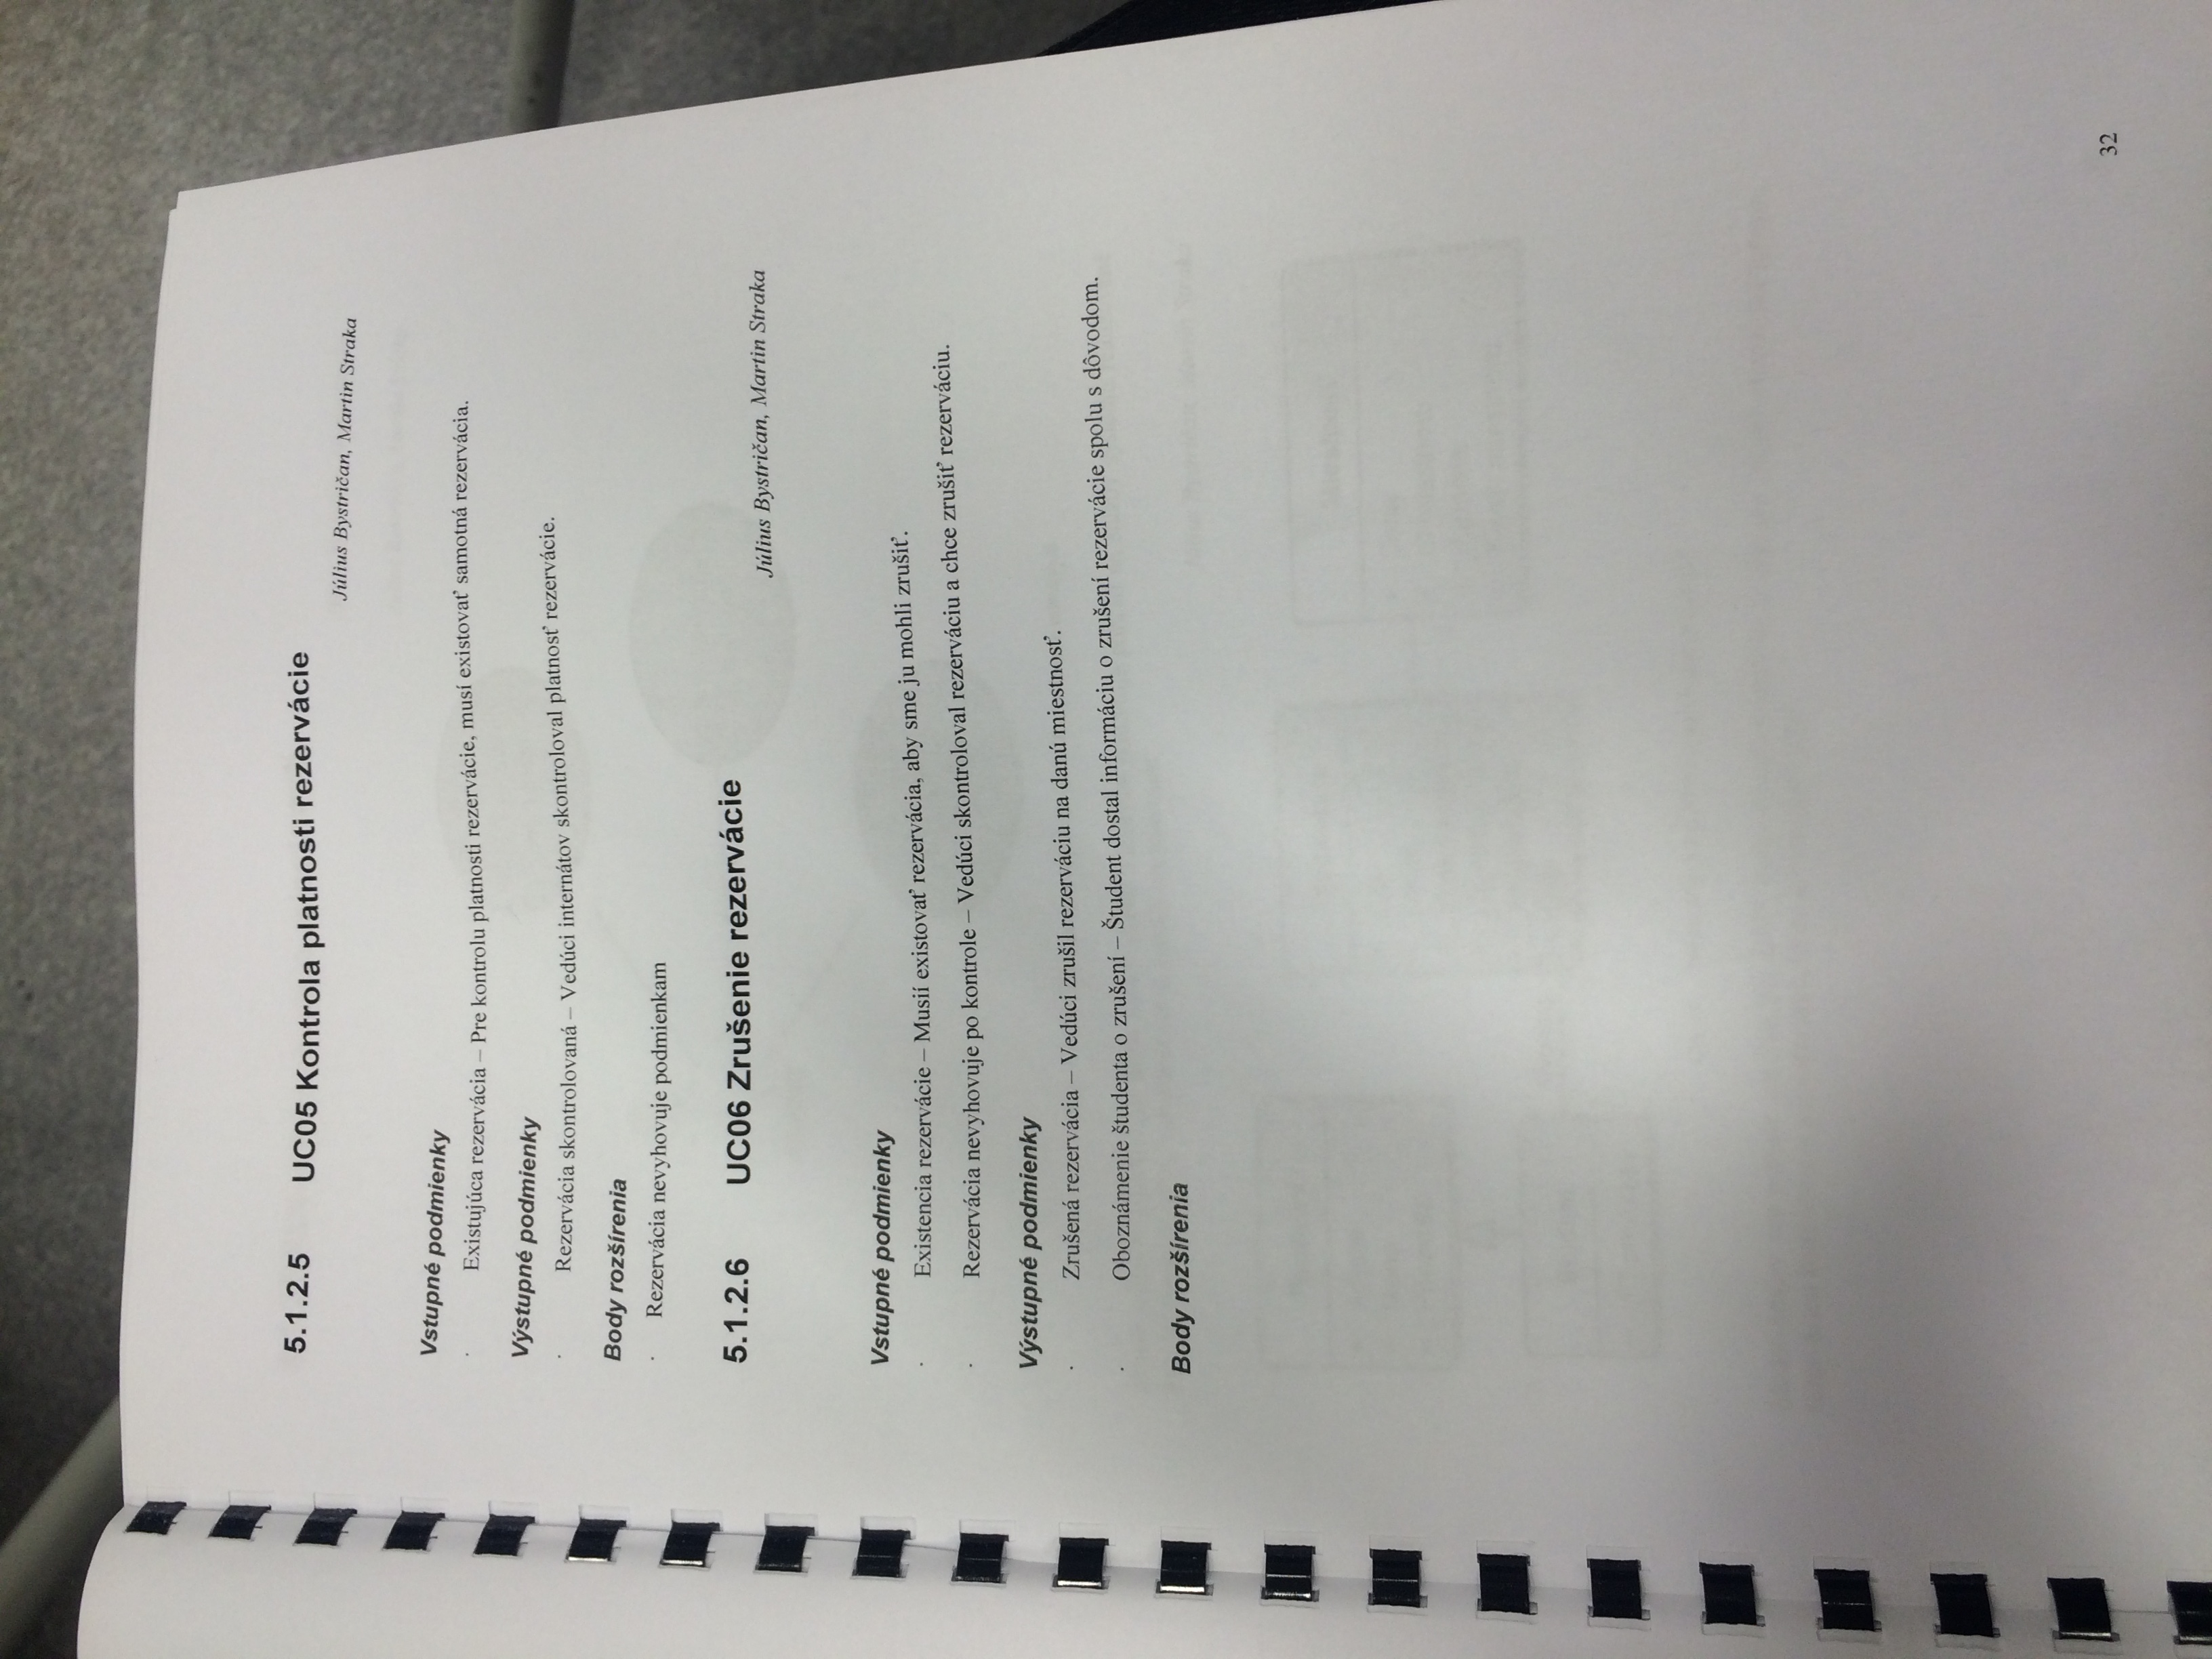 5.1.2.5 UC05 Kontrola platnosti rezervácie
Július Bystričan, Martin Straka
Vstupné podmienky
· Existujúca rezervácia – Pre kontrolu platnosti rezervácie, musí existovať samotná rezervácia.
Výstupné podmienky
· Rezervácia skontrolovaná – Vedúci internátov skontroloval platnosť rezervácie.
Body rozšírenia
· Rezervácia nevyhovuje podmienkam
5.1.2.6 UC06 Zrušenie rezervácie
Július Bystričan, Martin Straka
Vstupné podmienky
· Existencia rezervácie – Musií existovať rezervácia, aby sme ju mohli zrušiť.
· Rezervácia nevyhovuje po kontrole – Vedúci skontroloval rezerváciu a chce zrušiť rezerváciu.
Výstupné podmienky
· Zrušená rezervácia – Vedúci zrušil rezerváciu na danú miestnosť.
· Oboznámenie študenta o zrušení – Študent dostal informáciu o zrušení rezervácie spolu s dôvodom.
Body rozšírenia
32